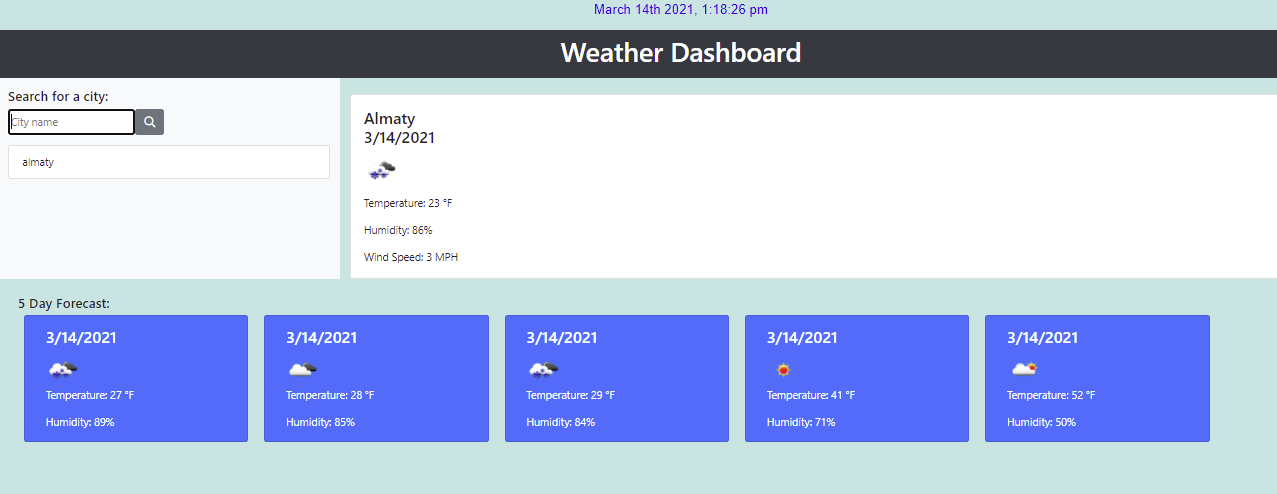 March 14th 2021, 1:18:26 pm
Weather Dashboard
Search for a city:
City name
almaty
Almaty
3/14/2021
Temperature: 23 °F
Humidity: 86%
Wind Speed: 3 MPH
5 Day Forecast:
3/14/2021
Temperature: 27 °F
Humidity: 89%
3/14/2021
Temperature: 28 °F
Humidity: 85%
3/14/2021
Temperature: 29 °F
Humidity: 84%
3/14/2021
Temperature: 41 °F
Humidity: 71%
3/14/2021
Temperature: 52 °F
Humidity: 50%